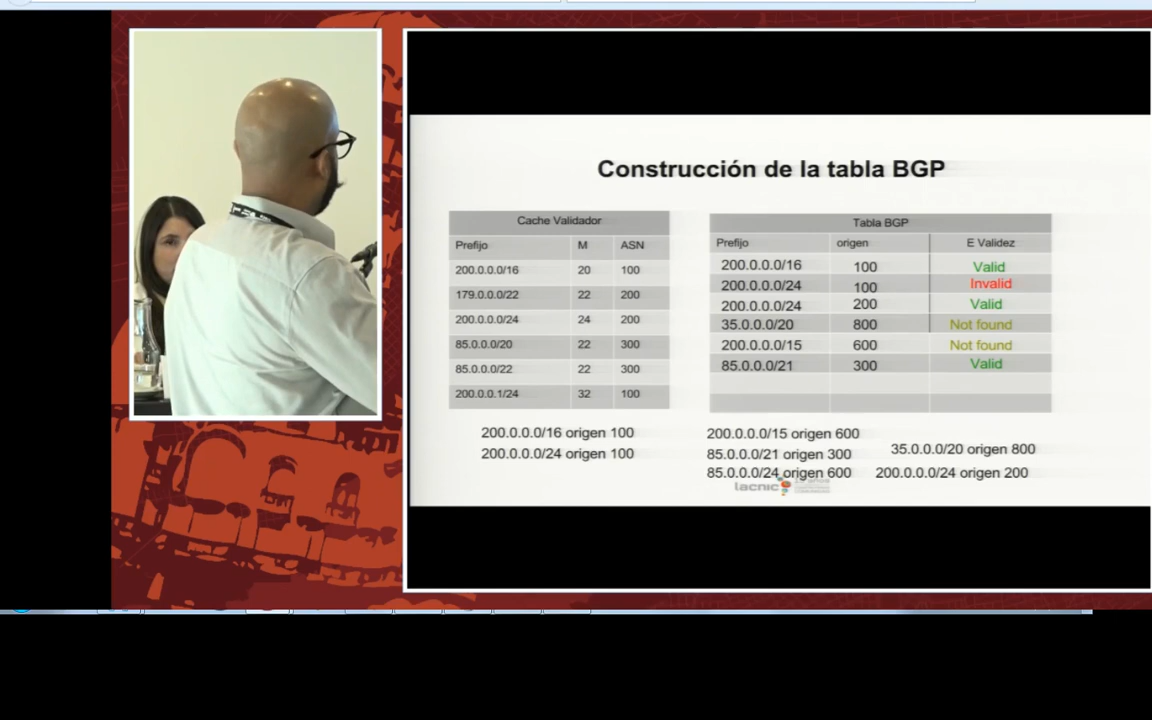 Construcción de la tabla BGP
Cache Validador
Prefijo M ASN
200.0.0.0/16 20 100
179.0.0.0/22 22 200
200.0.0.0/24 24 200
85.0.0.0/20 22 300
85.0.0.0/22 22 300
200.0.0.1/24 32 100
200.0.0.0/16 origen 100
200.0.0.0/24 origen 100
Tabla BGP
Prefijo origen E Validez
200.0.0.0/16 100 Valid
200.0.0.0/24 100 Invalid
200.0.0.0/24 200 Valid
35.0.0.0/20 800 Not found
200.0.0.0/15 600 Not found
85.0.0.0/21 300 Valid
200.0.0.0/15 origen 600
85.0.0.0/21 origen 300
35.0.0.0/20 origen 800
85.0.0.0/24 origen 600
200.0.0.0/24 origen 200
lacnic